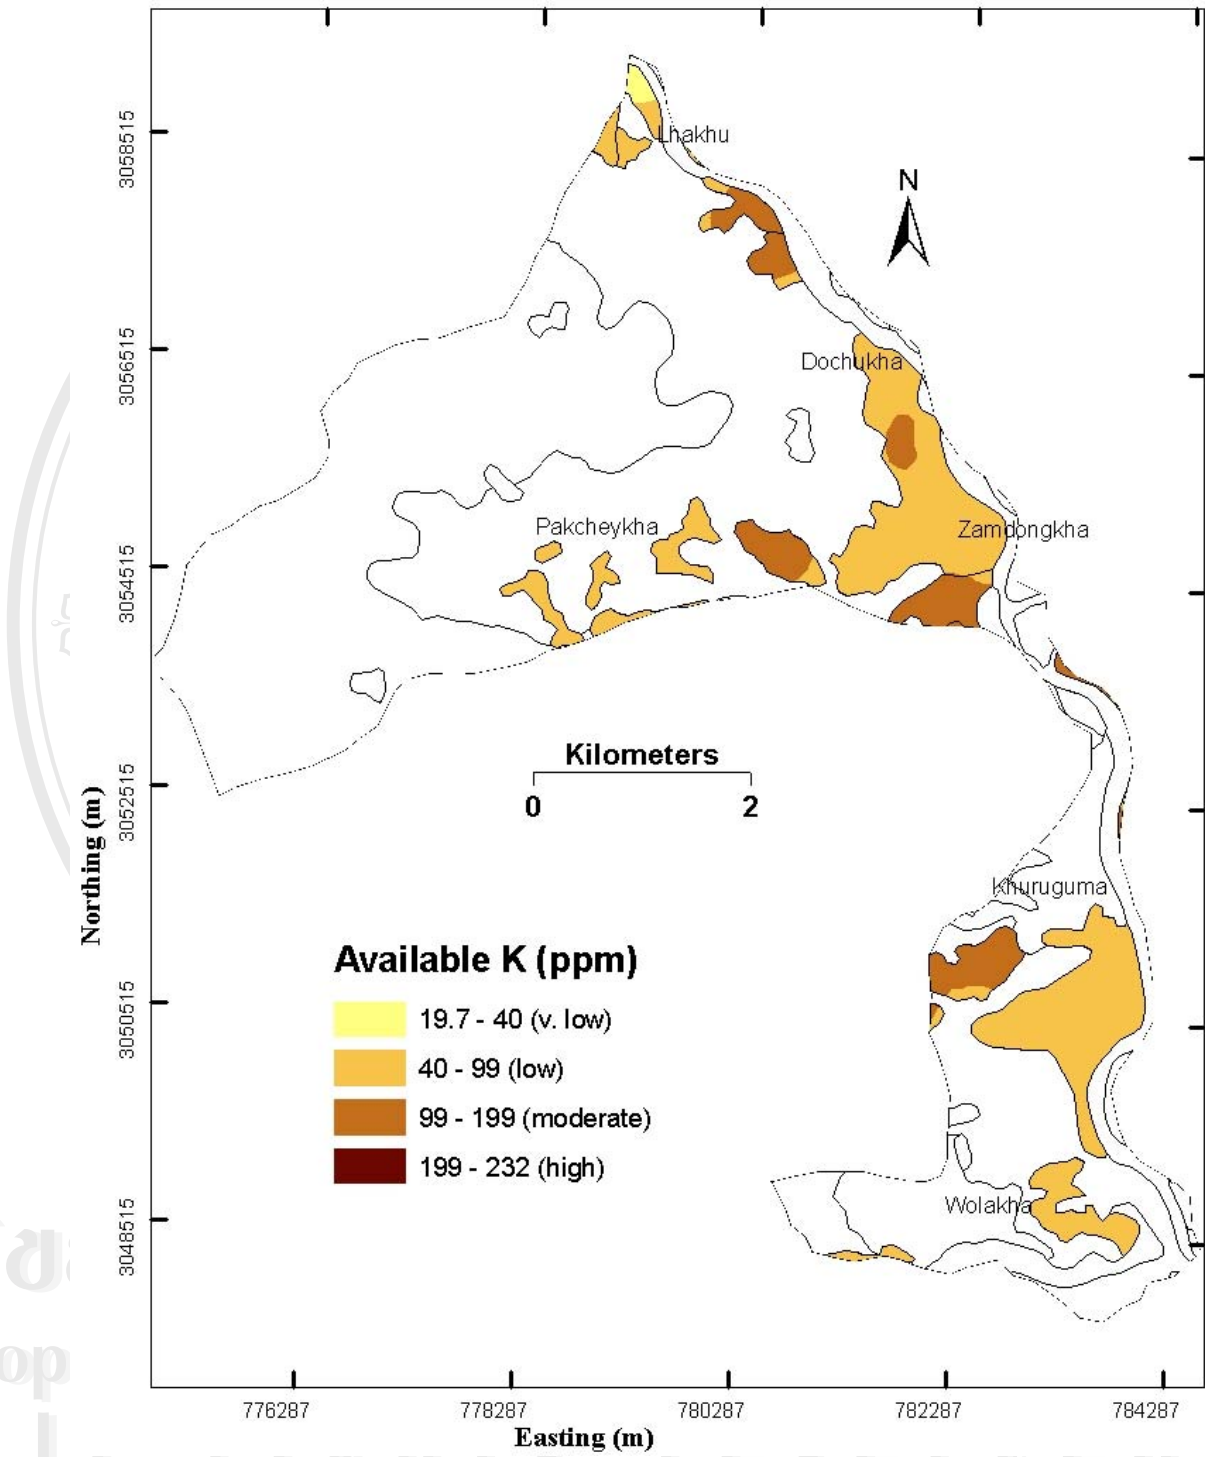 Lhakhu
N
Dochukha
Pakcheykha
Zamdongkha
Kilometers
0 2
Khuruguma
Available K (ppm)
19.7 - 40 (v. low)
40 - 99 (low)
99 - 199 (moderate)
199 - 232 (high)
Wolakha
3058515
3056515
3054515
3052515
3050515
3048515
Northing (m)
776287 778287 780287 782287 784287
Easting (m)
op